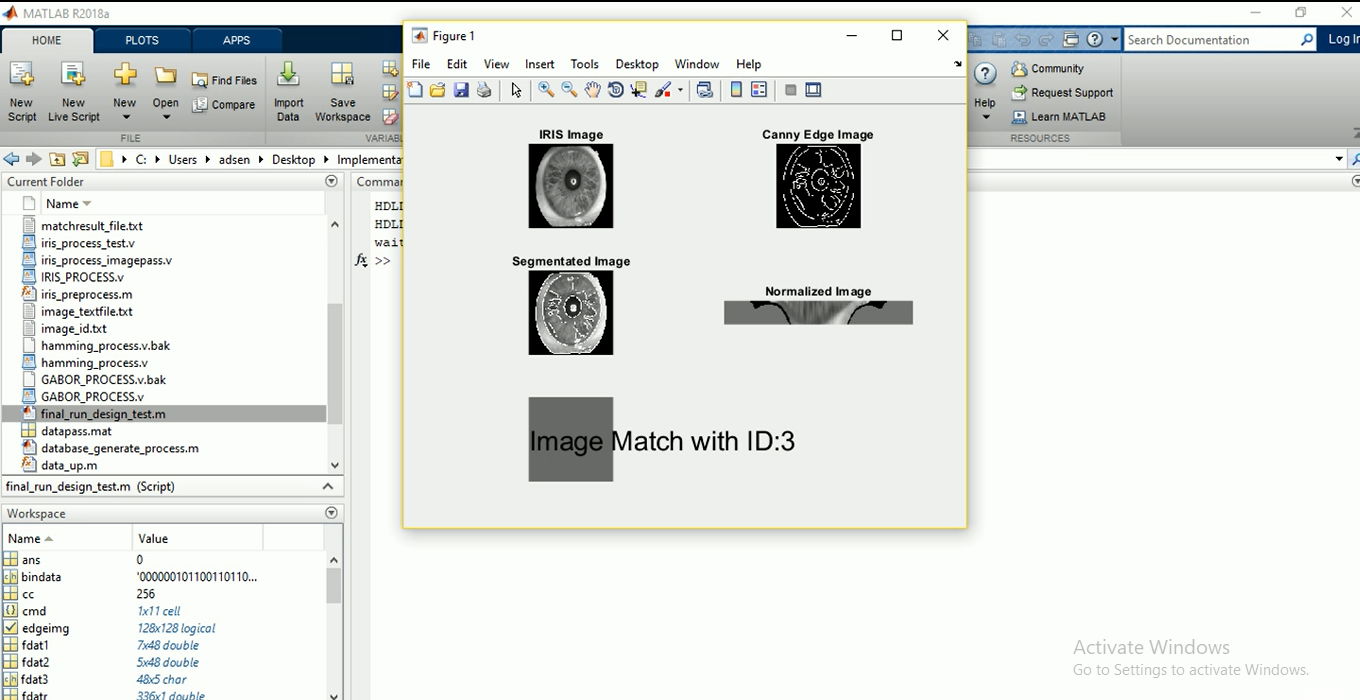 MATLAB R2018a
HOME
PLOTS
APPS
Search Documentation
Log In
New Script
New Live Script
New
Open
Find Files
Compare
Import Data
Save Workspace
FILE
VARIABL
Help
Community
Request Support
Learn MATLAB
RESOURCES
C: Users adsen Desktop Implementa
Current Folder
Name
matchresult_file.txt
iris_process_test.v
iris_process_imagepass.v
IRIS_PROCESS.v
iris_preprocess.m
image_textfile.txt
image_id.txt
hamming_process.v.bak
hamming_process.v
GABOR_PROCESS.v.bak
GABOR_PROCESS.v
final_run_design_test.m
datapass.mat
database_generate_process.m
data_up.m
final_run_design_test.m (Script)
Workspace
Name Value
ans 0
bindata '000000101100110110...
cc 256
cmd 1x11 cell
edgeimg 128x128 logical
fdat1 7x48 double
fdat2 5x48 double
fdat3 48x5 char
fdatr 336x1 double
Comman
HDLI
HDLI
wait
fx >>
Figure 1
File Edit View Insert Tools Desktop Window Help
IRIS Image
Canny Edge Image
Segmentated Image
Normalized Image
Image Match with ID:3
Activate Windows
Go to Settings to activate Windows.